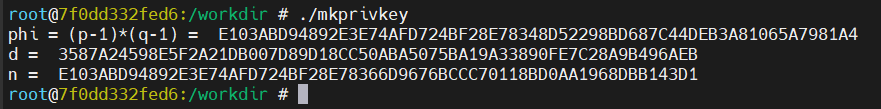 root@7f0dd332fed6:/workdir # ./mkprivkey
phi = (p-1)*(q-1) =  E103ABD94892E3E74AFD724BF28E78348D52298BD687C44DEB3A81065A7981A4
d =  3587A24598E5F2A21DB007D89D18CC50ABA5075BA19A33890FE7C28A9B496AEB
n =  E103ABD94892E3E74AFD724BF28E78366D9676BCCC70118BD0AA1968DBB143D1
root@7f0dd332fed6:/workdir #